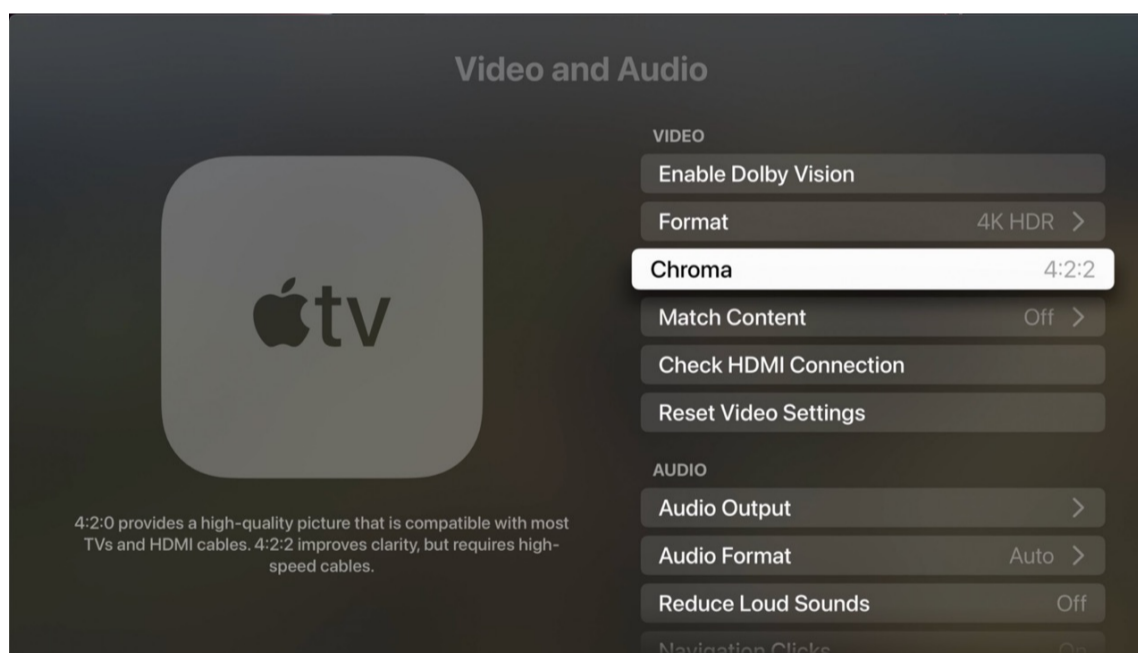 Video and Audio
VIDEO
Enable Dolby Vision
Format 4K HDR
Chroma 4:2:2
Match Content Off
Check HDMI Connection
Reset Video Settings
AUDIO
Audio Output
Audio Format Auto
Reduce Loud Sounds Off
Navigation Clicks On
tv
4:2:0 provides a high-quality picture that is compatible with most
TVs and HDMI cables. 4:2:2 improves clarity, but requires high-
speed cables.